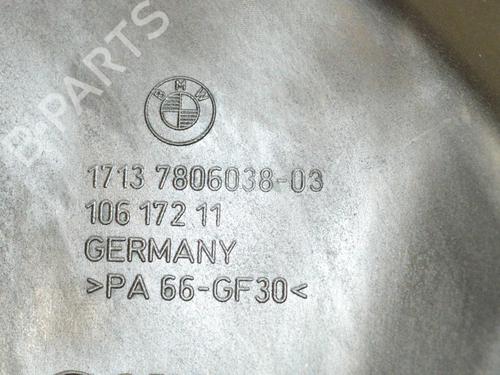 B-PARTS
BMW
1713 7806038-03
106 172 11
GERMANY
>PA 66-GF30<